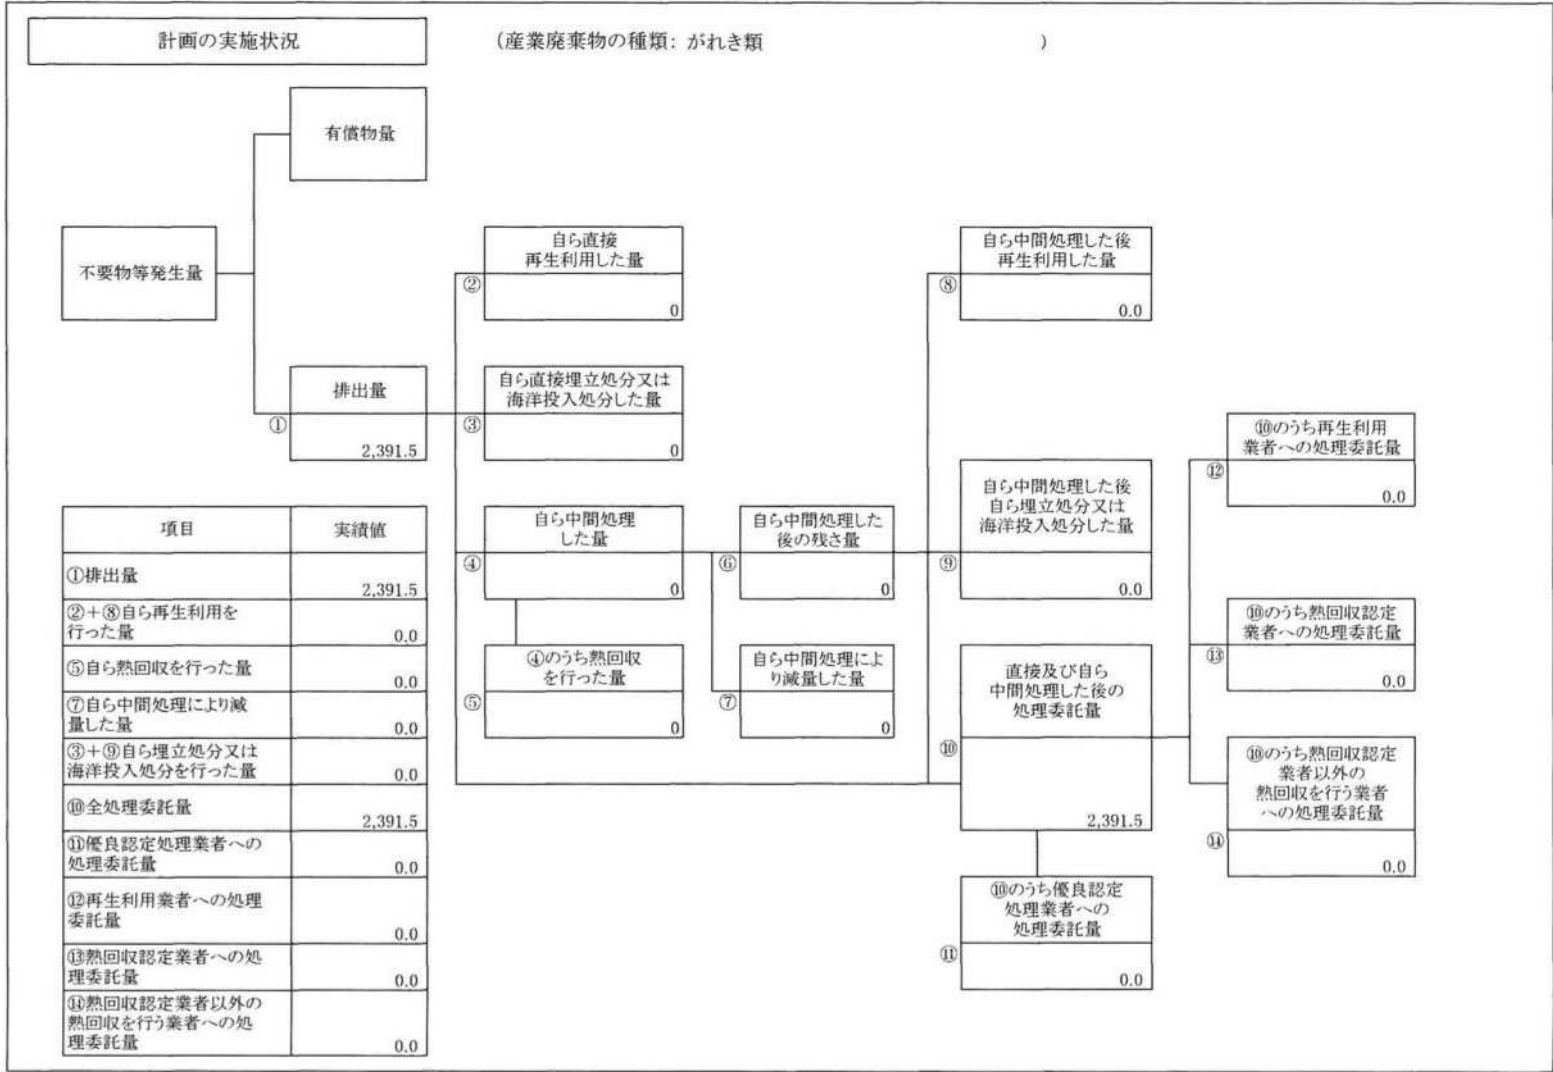 計画の実施状況
（産業廃棄物の種類：がれき類　　　）
有償物量
不要物等発生量
排出量
①
2,391.5
自ら直接
再生利用した量
②
0
自ら直接埋立処分又は
海洋投入処分した量
③
0
自ら中間処理
した量
④
0
④のうち熱回収
を行った量
⑤
0
自ら中間処理した
後の残さ量
⑥
0
自ら中間処理によ
り減量した量
⑦
0
自ら中間処理した後
再生利用した量
⑧
0.0
自ら中間処理した後
自ら埋立処分又は
海洋投入処分した量
⑨
0.0
直接及び自ら
中間処理した後の
処理委託量
⑩
2,391.5
⑩のうち優良認定
処理業者への
処理委託量
⑪
0.0
⑩のうち再生利用
業者への処理委託量
⑫
0.0
⑩のうち熱回収認定
業者への処理委託量
⑬
0.0
⑩のうち熱回収認定
業者以外の
熱回収を行う業者
への処理委託量
⑭
0.0
項目 実績値
①排出量
2,391.5
②＋⑧自ら再生利用を
行った量 0.0
⑤自ら熱回収を行った量
0.0
⑦自ら中間処理により減
量した量 0.0
③＋⑨自ら埋立処分又は
海洋投入処分を行った量 0.0
⑩全処理委託量
2,391.5
⑪優良認定処理業者への
処理委託量 0.0
⑫再生利用業者への処理
委託量
0.0
⑬熱回収認定業者への処
理委託量 0.0
⑭熱回収認定業者以外の
熱回収を行う業者への処
理委託量 0.0